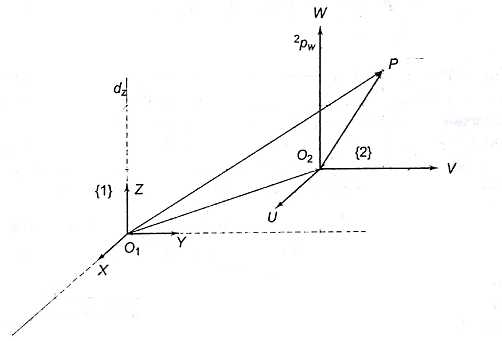 W
²p_w
P
d_z
O₂
{2}
V
{1}
Z
U
O₁
Y
X